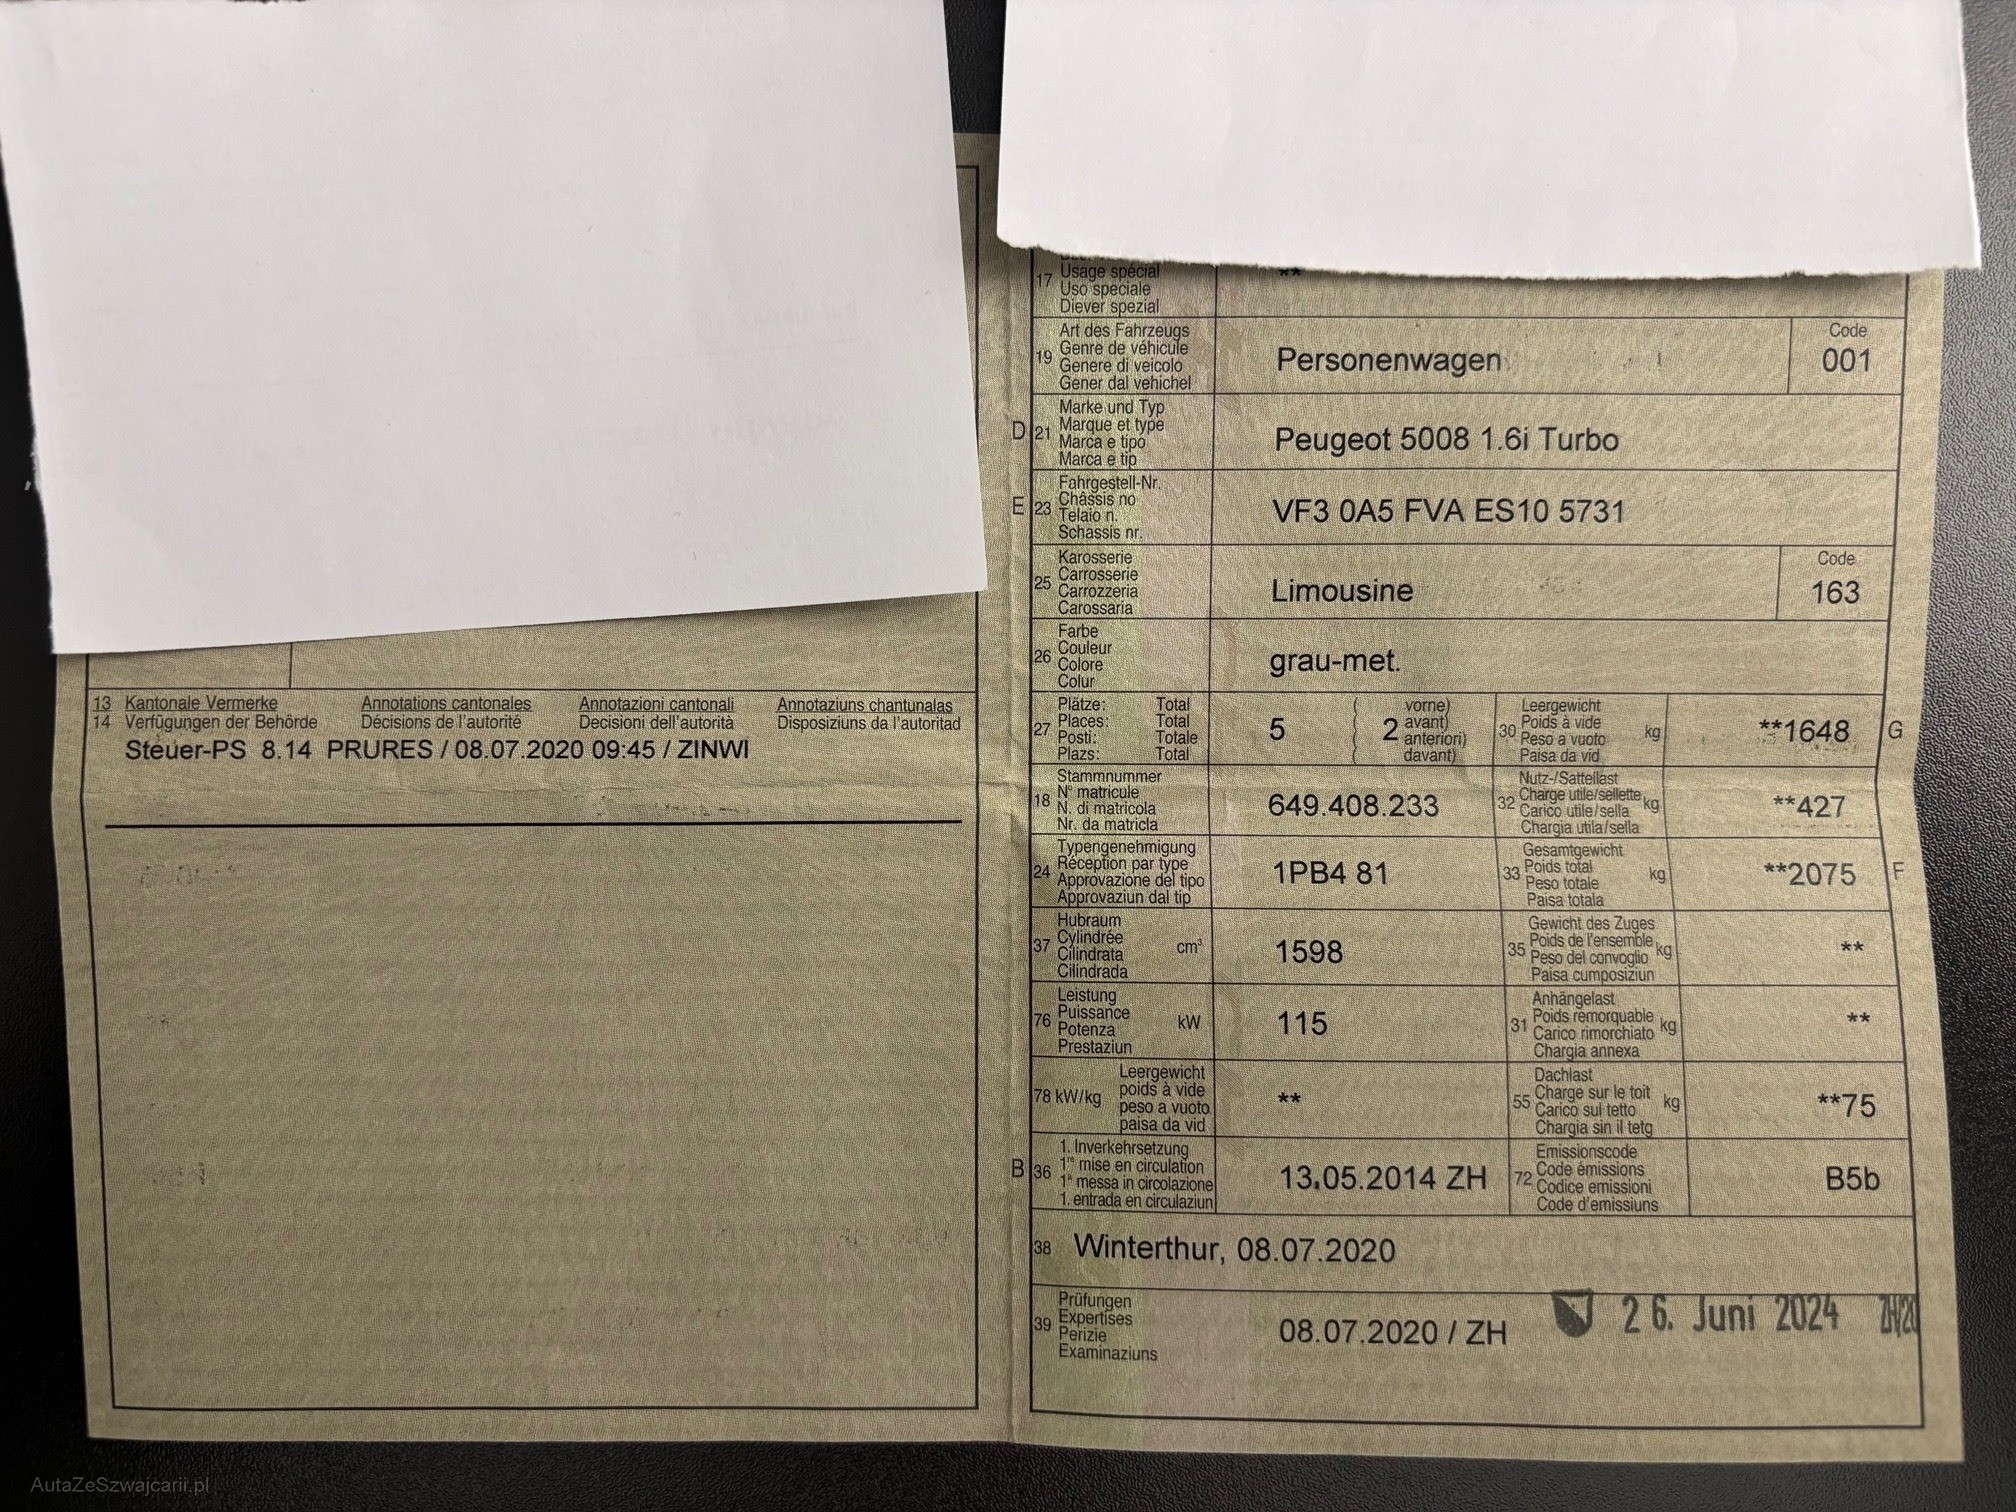 13 Kantonale Vermerke Annotations cantonales Annotazioni cantonali Annotaziuns chantunalas
14 Verfügungen der Behörde Décisions de l'autorité Decisioni dell'autorità Disposiziuns da l'autoritad
Steuer-PS 8.14 PRURES / 08.07.2020 09:45 / ZINWI
17 Usage spécial **
Uso speciale
Diever spezial
19 Art des Fahrzeugs
Genre de véhicule
Genere di veicolo
Gener dal vehichel
Personenwagen
Code
001
D 21 Marke und Typ
Marque et type
Marca e tipo
Marca e tip
Peugeot 5008 1.6i Turbo
E 23 Fahrgestell-Nr.
Châssis no
Telaio n.
Schassis nr.
VF3 0A5 FVA ES10 5731
25 Karosserie
Carrosserie
Carrozzeria
Carossaria
Limousine
Code
163
26 Farbe
Couleur
Colore
Colur
grau-met.
27 Plätze: Total
Places: Total
Posti: Totale
Plazs: Total
5 ( 2 vorne)
avant)
anteriori)
davant)
30 Leergewicht
Poids à vide
Peso a vuoto
Paisa da vid
kg **1648 G
18 Stammnummer
N° matricule
N. di matricola
Nr. da matricla
649.408.233
32 Nutz-/Sattellast
Charge utile/sellette
Carico utile/sella
Chargia utila/sella
kg **427
24 Typengenehmigung
Réception par type
Approvazione del tipo
Approvaziun dal tip
1PB4 81
33 Gesamtgewicht
Poids total
Peso totale
Paisa totala
kg **2075 F
37 Hubraum
Cylindrée
Cilindrata
Cilindrada
cm³ 1598
35 Gewicht des Zuges
Poids de l'ensemble
Peso del convoglio
Paisa cumposiziun
kg **
76 Leistung
Puissance
Potenza
Prestaziun
kW 115
31 Anhängelast
Poids remorquable
Carico rimorchiato
Chargia annexa
kg **
78 kW/kg Leergewicht
poids à vide
peso a vuoto
paisa da vid
**
55 Dachlast
Charge sur le toit
Carico sul tetto
Chargia sin il tetg
kg **75
B 36 1. Inverkehrsetzung
1re mise en circulation
1a messa in circolazione
1. entrada en circulaziun
13.05.2014 ZH
72 Emissionscode
Code émissions
Codice emissioni
Code d'emissiuns
B5b
38 Winterthur, 08.07.2020
39 Prüfungen
Expertises
Perizie
Examinaziuns
08.07.2020 / ZH 26. Juni 2024 ZH/20
AutaZeSzwajcarii.pl